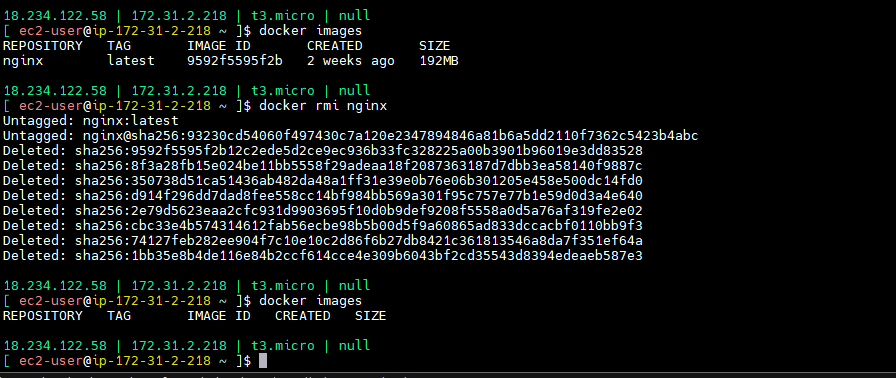 18.234.122.58 | 172.31.2.218 | t3.micro | null
[ ec2-user@ip-172-31-2-218 ~ ]$ docker images
REPOSITORY   TAG       IMAGE ID       CREATED       SIZE
nginx        latest    9592f5595f2b   2 weeks ago   192MB
18.234.122.58 | 172.31.2.218 | t3.micro | null
[ ec2-user@ip-172-31-2-218 ~ ]$ docker rmi nginx
Untagged: nginx:latest
Untagged: nginx@sha256:93230cd54060f497430c7a120e2347894846a81b6a5dd2110f7362c5423b4abc
Deleted: sha256:9592f5595f2b12c2ede5d2ce9ec936b33fc328225a00b3901b96019e3dd83528
Deleted: sha256:8f3a28fb15e024be11bb5558f29adeaa18f2087363187d7dbb3ea58140f9887c
Deleted: sha256:350738d51ca51436ab482da48a1ff31e39e0b76e06b301205e458e500dc14fd0
Deleted: sha256:d914f296dd7dad8fee558cc14bf984bb569a301f95c757e77b1e59d0d3a4e640
Deleted: sha256:2e79d5623eaa2cfc931d9903695f10d0b9def9208f5558a0d5a76af319fe2e02
Deleted: sha256:cbc33e4b574314612fab56ecbe98b5b00d5f9a60865ad833dccacbf0110bb9f3
Deleted: sha256:74127feb282ee904f7c10e10c2d86f6b27db8421c361813546a8da7f351ef64a
Deleted: sha256:1bb35e8b4de116e84b2ccf614cce4e309b6043bf2cd35543d8394edeaeb587e3
18.234.122.58 | 172.31.2.218 | t3.micro | null
[ ec2-user@ip-172-31-2-218 ~ ]$ docker images
REPOSITORY   TAG       IMAGE ID   CREATED   SIZE
18.234.122.58 | 172.31.2.218 | t3.micro | null
[ ec2-user@ip-172-31-2-218 ~ ]$